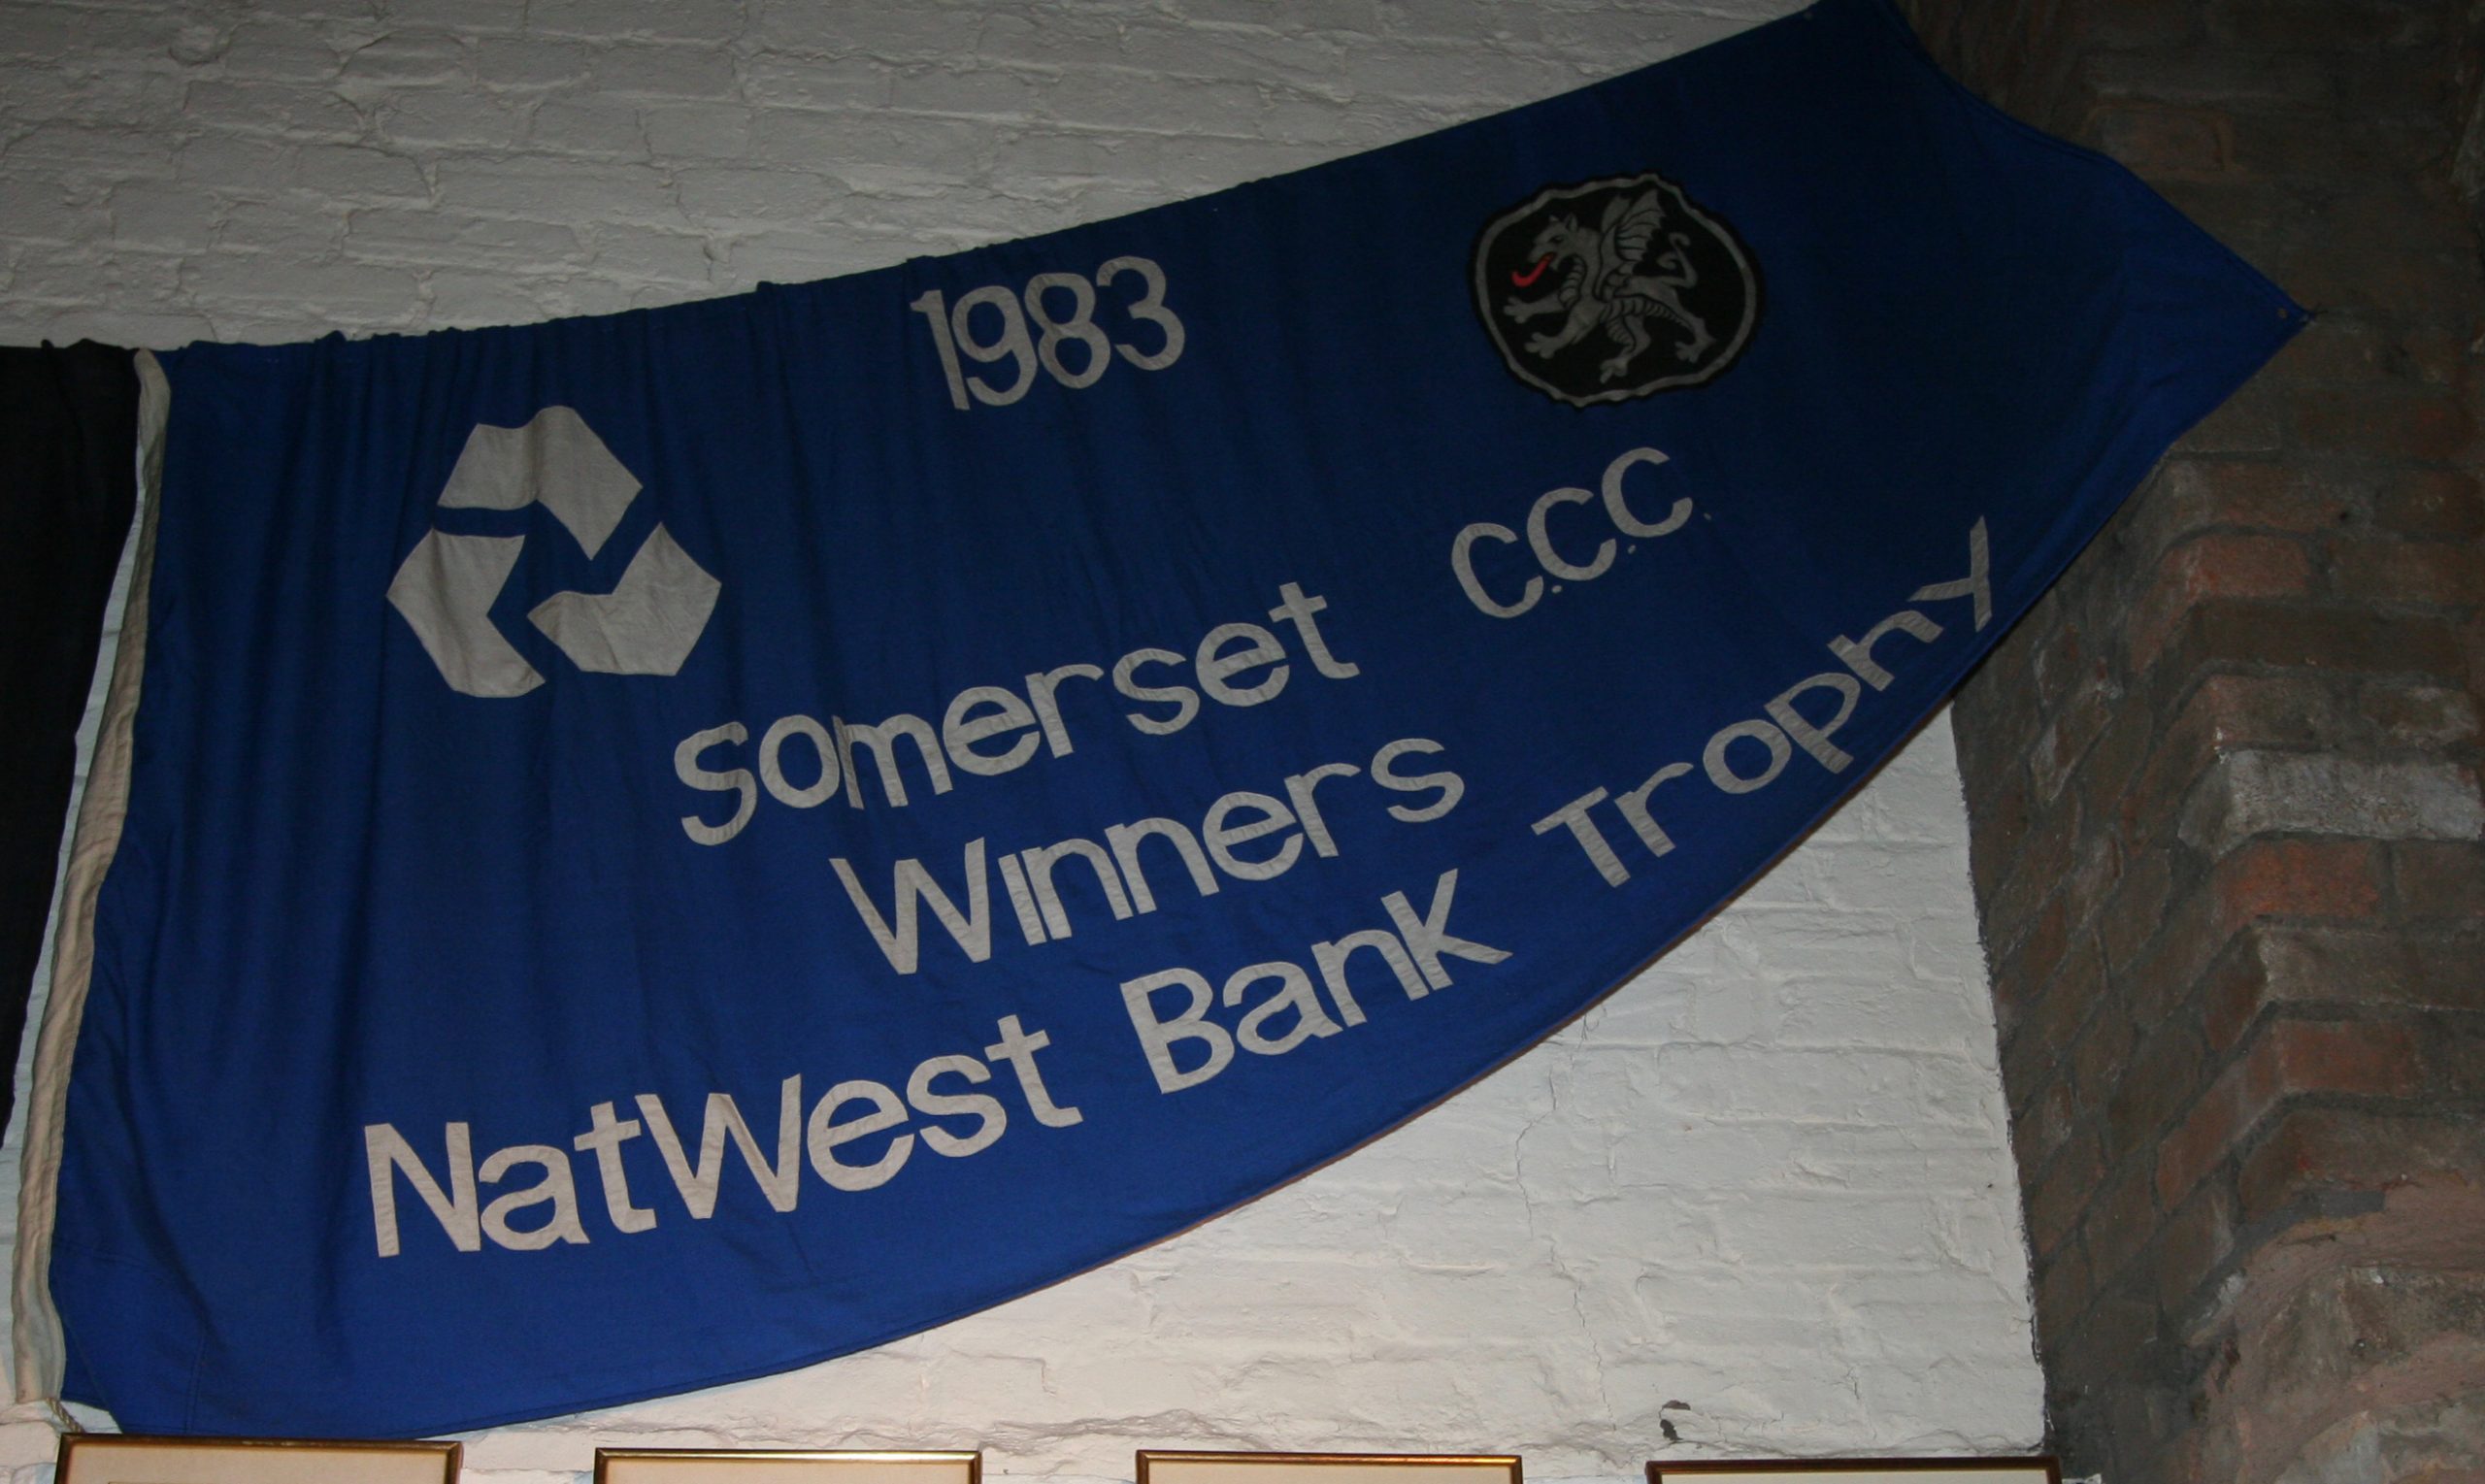 1983
Somerset C.C.C.
Winners
NatWest Bank Trophy